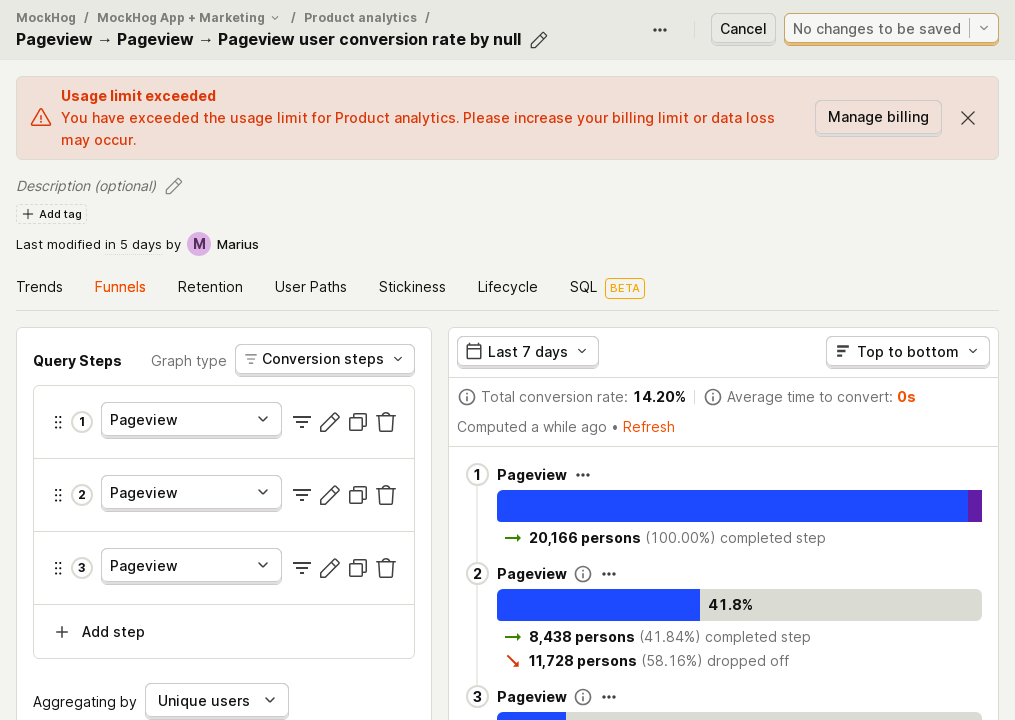 MockHog / MockHog App + Marketing / Product analytics /
Pageview → Pageview → Pageview user conversion rate by null
Cancel
No changes to be saved
Usage limit exceeded
You have exceeded the usage limit for Product analytics. Please increase your billing limit or data loss
may occur.
Manage billing
Description (optional)
Add tag
Last modified in 5 days by M Marius
Trends Funnels Retention User Paths Stickiness Lifecycle SQL BETA
Query Steps Graph type Conversion steps
1 Pageview
2 Pageview
3 Pageview
Add step
Aggregating by Unique users
Last 7 days Top to bottom
Total conversion rate: 14.20% Average time to convert: 0s
Computed a while ago • Refresh
1 Pageview
20,166 persons (100.00%) completed step
2 Pageview
41.8%
8,438 persons (41.84%) completed step
11,728 persons (58.16%) dropped off
3 Pageview